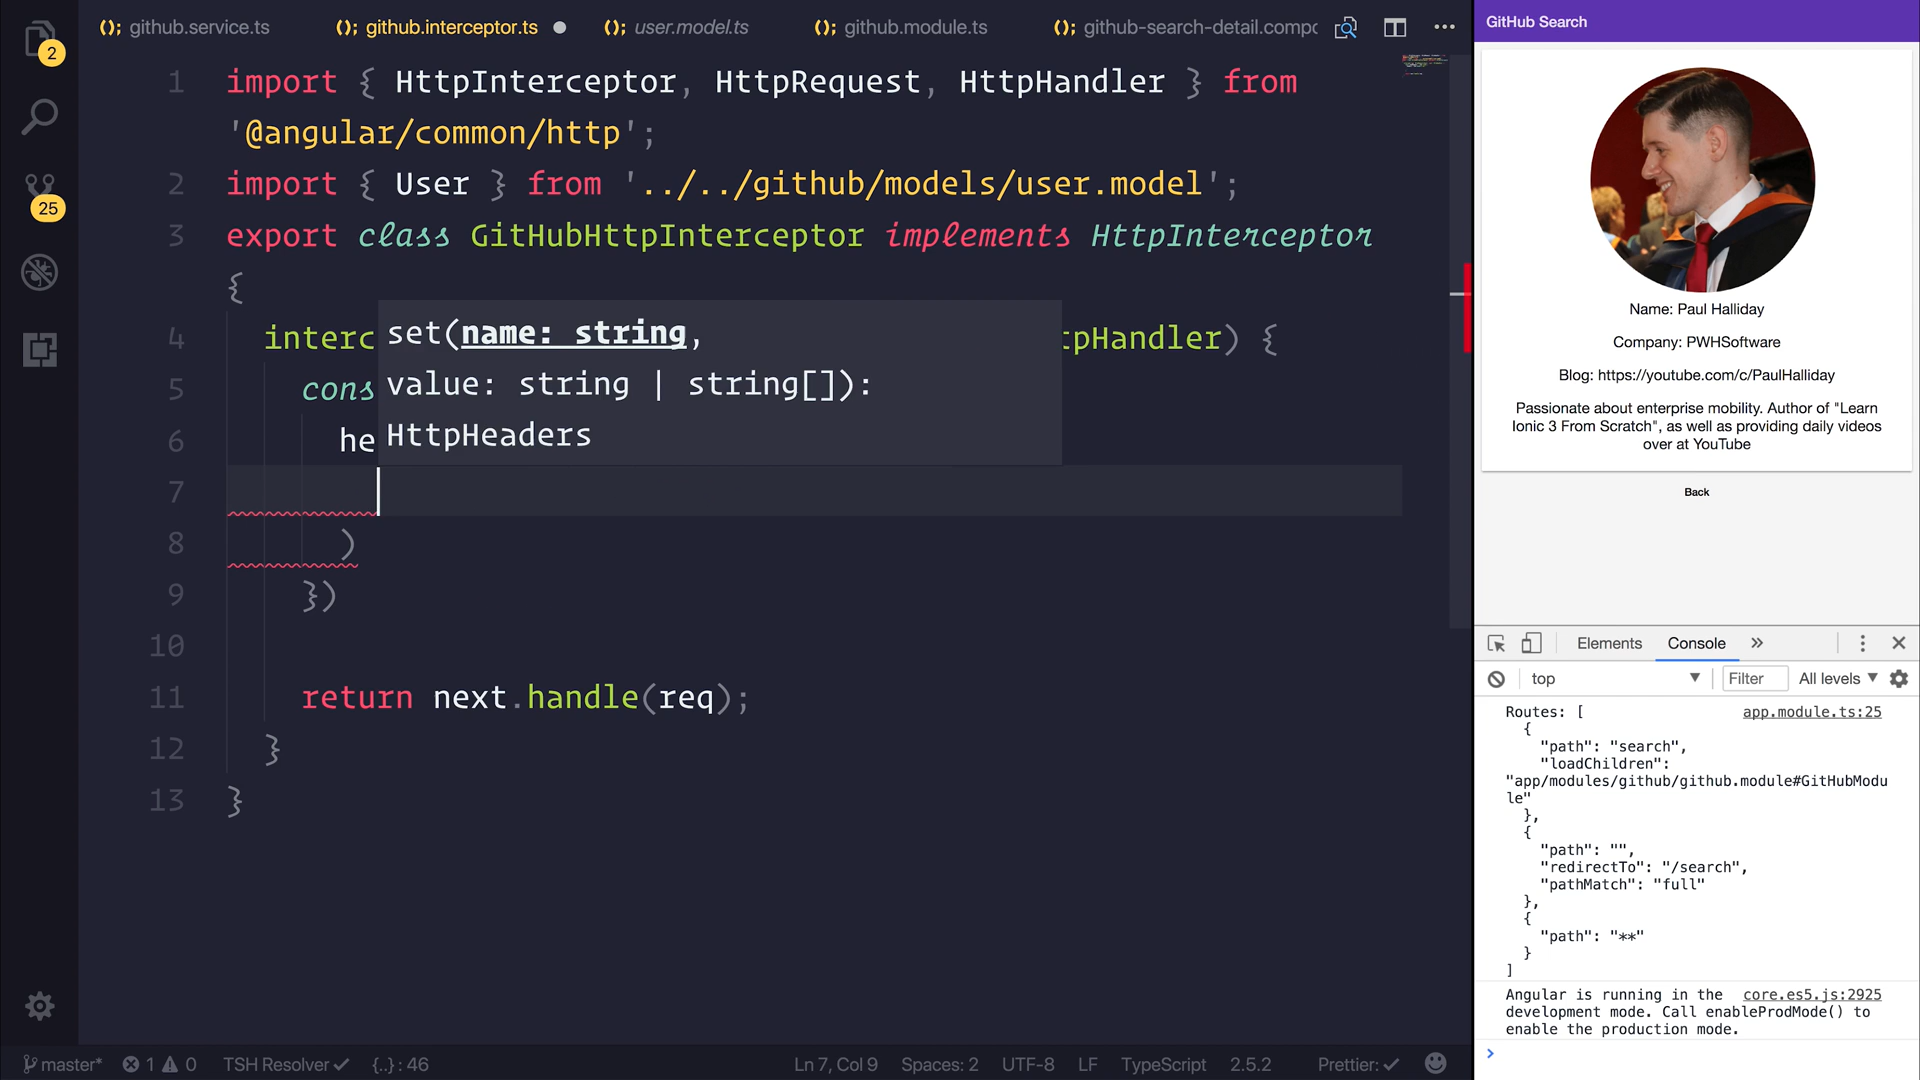 github.service.ts
github.interceptor.ts
user.model.ts
github.module.ts
github-search-detail.compc
2
25
1 import { HttpInterceptor, HttpRequest, HttpHandler } from
'@angular/common/http';
2 import { User } from '../../github/models/user.model';
3 export class GitHubHttpInterceptor implements HttpInterceptor
{
4 interc
tpHandler) {
5 cons
6 he
7
8 )
9 })
10
11 return next.handle(req);
12 }
13 }
set(name: string,
value: string | string[]):
HttpHeaders
master*
1
0
TSH Resolver
{..} : 46
Ln 7, Col 9
Spaces: 2
UTF-8
LF
TypeScript
2.5.2
Prettier:
GitHub Search
Name: Paul Halliday
Company: PWHSoftware
Blog: https://youtube.com/c/PaulHalliday
Passionate about enterprise mobility. Author of "Learn
Ionic 3 From Scratch", as well as providing daily videos
over at YouTube
Back
Elements
Console
»
top
Filter
All levels
Routes: [ app.module.ts:25
{
"path": "search",
"loadChildren":
"app/modules/github/github.module#GitHubModu
le"
},
{
"path": "",
"redirectTo": "/search",
"pathMatch": "full"
},
{
"path": "**"
}
]
Angular is running in the core.es5.js:2925
development mode. Call enableProdMode() to
enable the production mode.
>